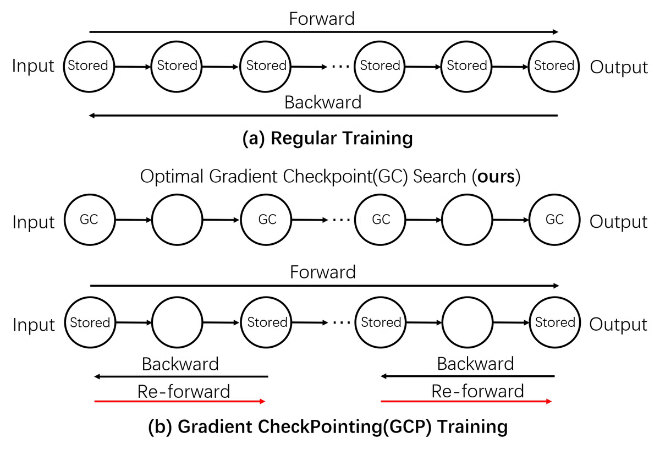 Forward
Input Stored Stored Stored ··· Stored Stored Stored Output
Backward
(a) Regular Training
Optimal Gradient Checkpoint(GC) Search (ours)
Input GC GC ··· GC GC Output
Forward
Input Stored Stored ··· Stored Stored Output
Backward Backward
Re-forward Re-forward
(b) Gradient CheckPointing(GCP) Training